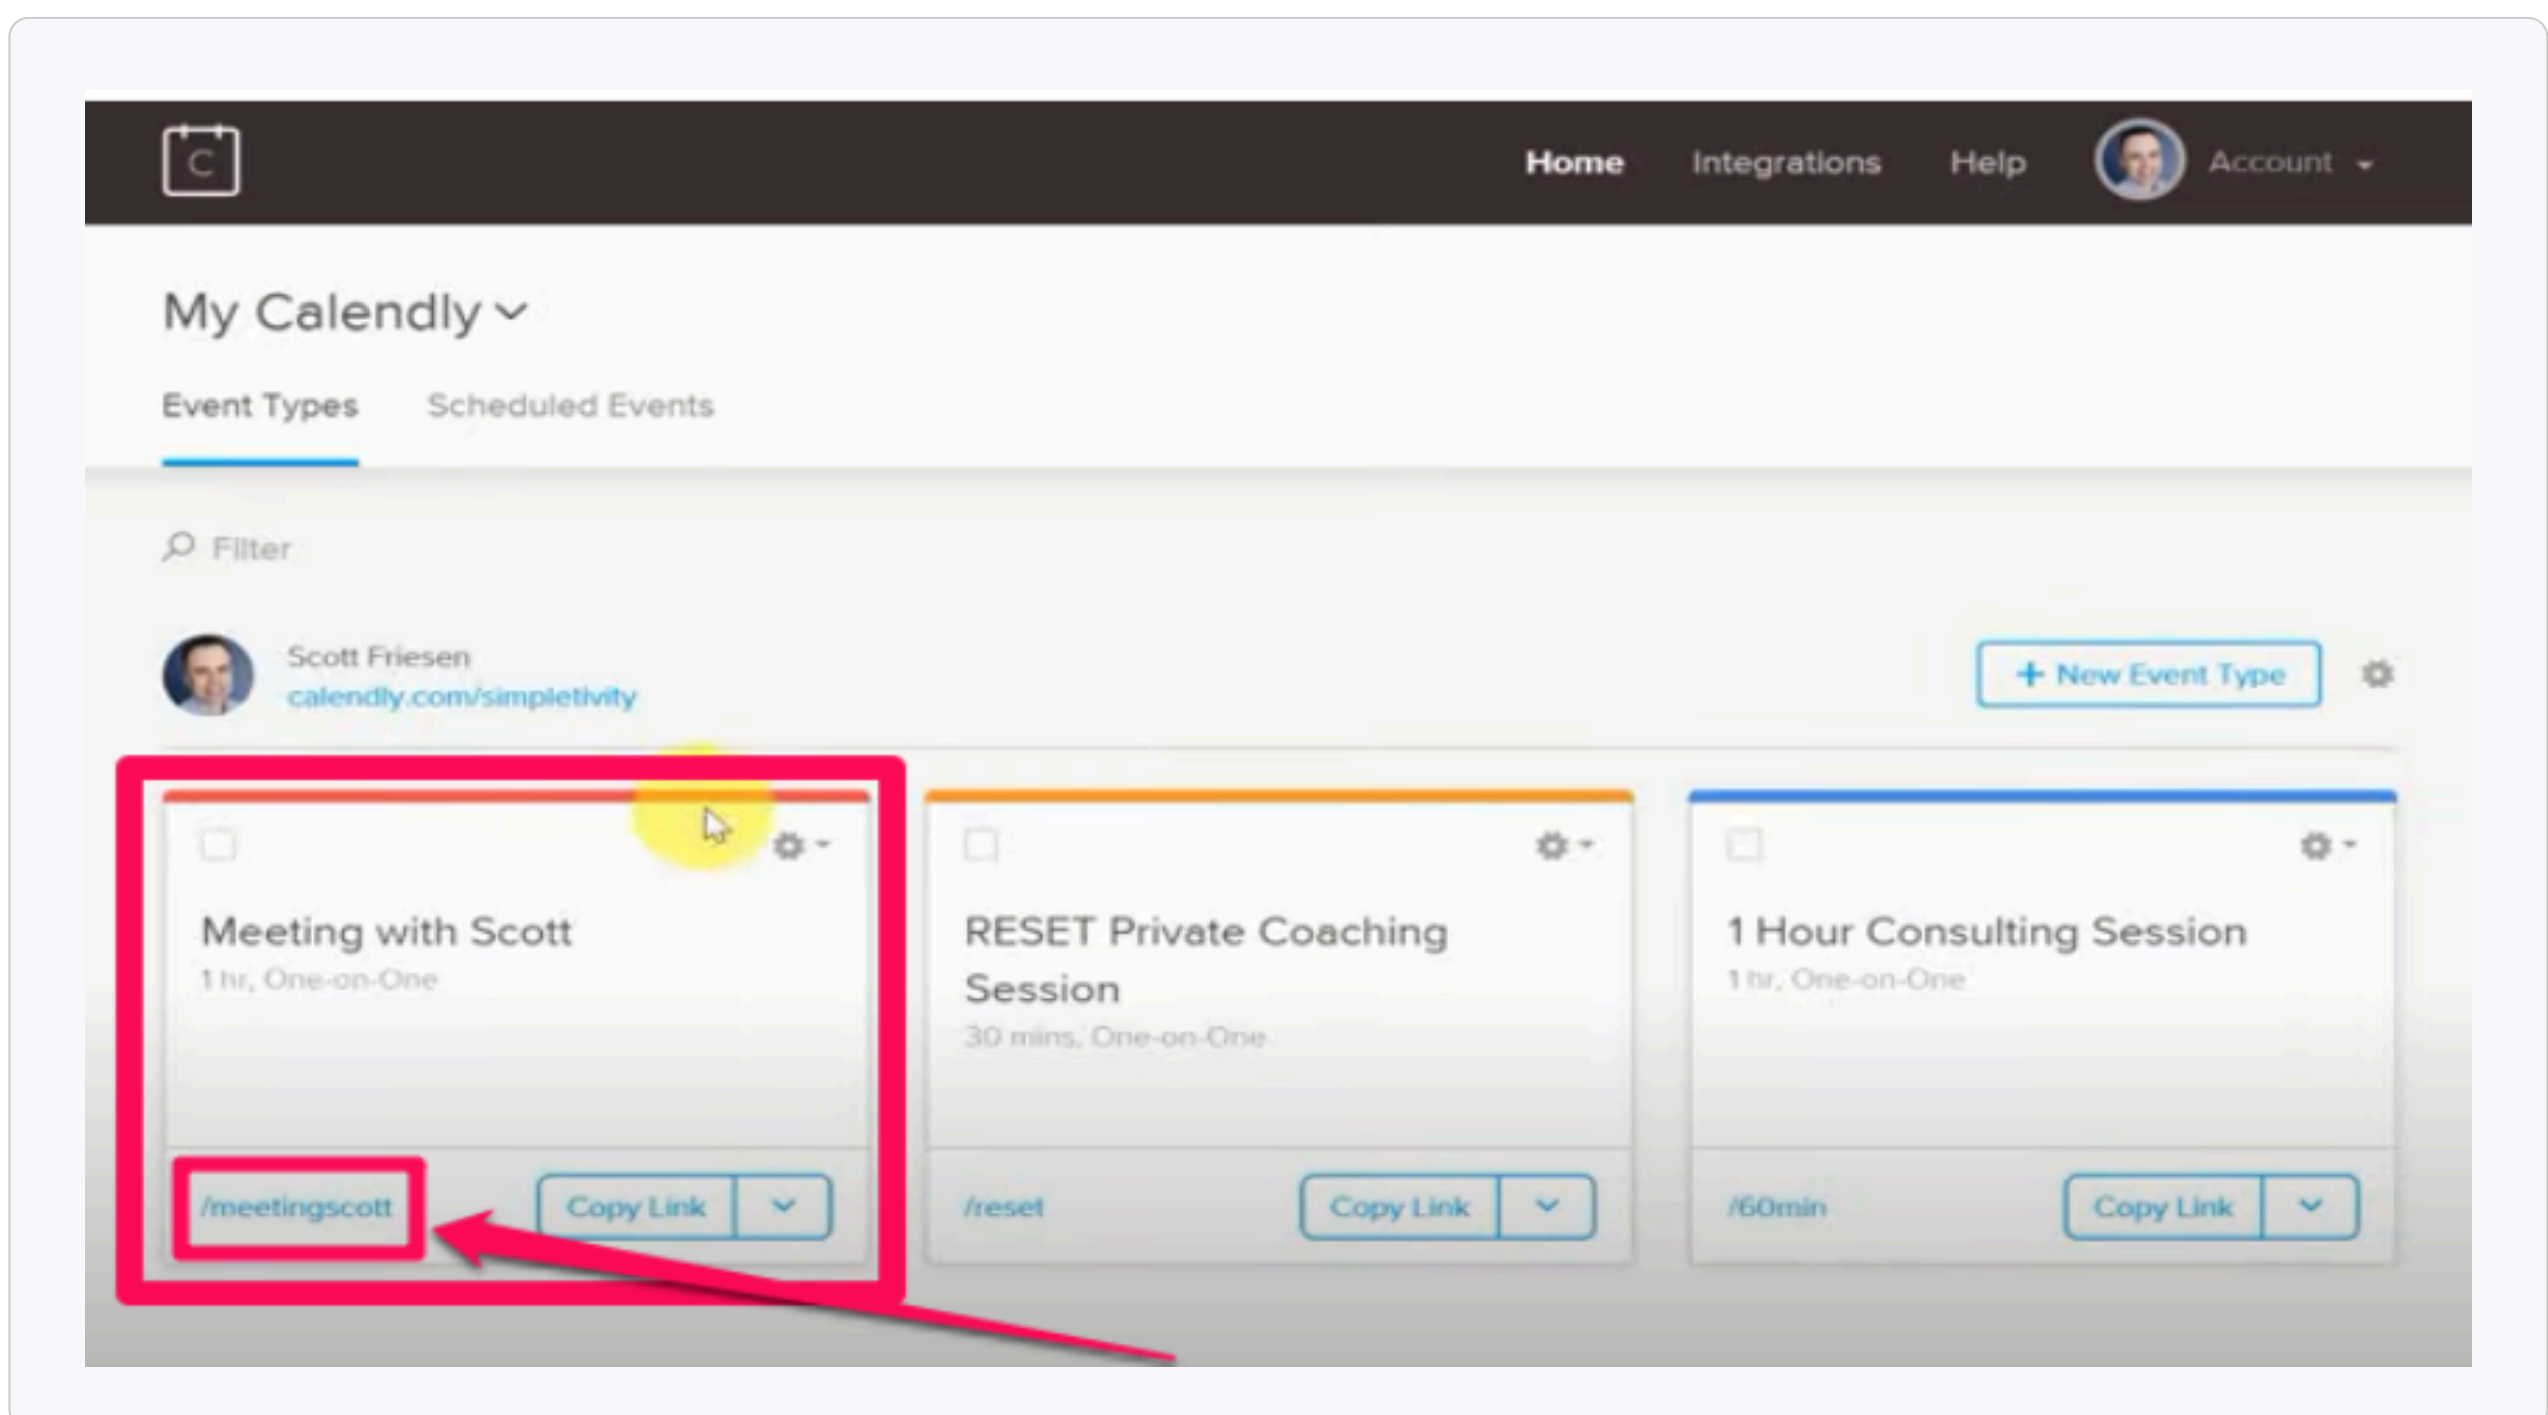 C
Home Integrations Help Account
My Calendly
Event Types Scheduled Events
Filter
Scott Friesen
calendly.com/simpletivity
+ New Event Type
Meeting with Scott
1 hr, One-on-One
/meetingscott Copy Link
RESET Private Coaching
Session
30 mins, One-on-One
/reset Copy Link
1 Hour Consulting Session
1 hr, One-on-One
/60min Copy Link